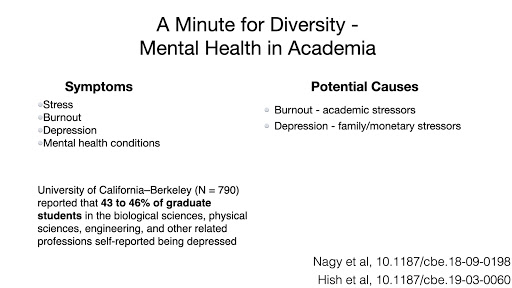 A Minute for Diversity -
Mental Health in Academia
Symptoms
Stress
Burnout
Depression
Mental health conditions
Potential Causes
Burnout - academic stressors
Depression - family/monetary stressors
University of California–Berkeley (N = 790)
reported that 43 to 46% of graduate
students in the biological sciences, physical
sciences, engineering, and other related
professions self-reported being depressed
Nagy et al, 10.1187/cbe.18-09-0198
Hish et al, 10.1187/cbe.19-03-0060